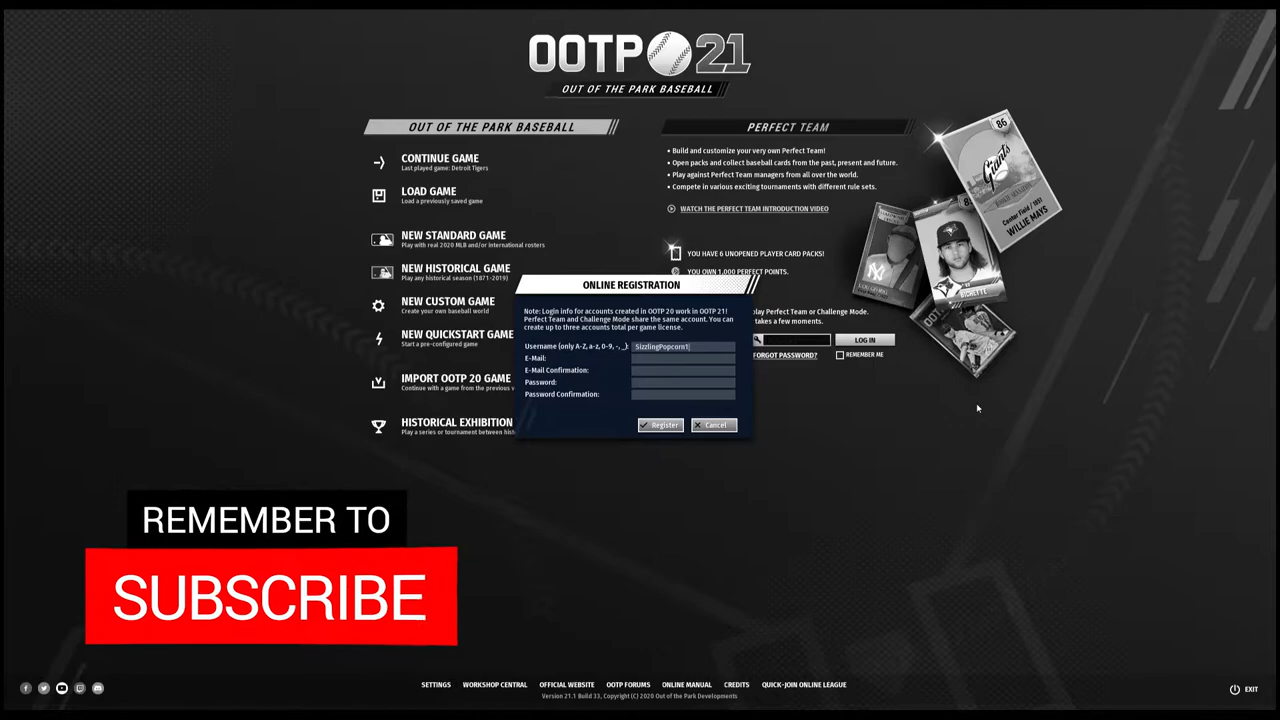 OOTP 21
OUT OF THE PARK BASEBALL
OUT OF THE PARK BASEBALL
CONTINUE GAME
Last played game: Detroit Tigers
LOAD GAME
Load a previously saved game
NEW STANDARD GAME
Play with real 2020 MLB and/or international rosters
NEW HISTORICAL GAME
Play any historical season (1871-2019)
NEW CUSTOM GAME
Create your own baseball world
NEW QUICKSTART GAME
Start a pre-configured game
IMPORT OOTP 20 GAME
Continue with a game from the previous
HISTORICAL EXHIBITION
Play a series or tournament between
PERFECT TEAM
• Build and customize your very own Perfect Team!
• Open packs and collect baseball cards from the past, present and future.
• Play against Perfect Team managers from all over the world.
• Compete in various exciting tournaments with different rule sets.
WATCH THE PERFECT TEAM INTRODUCTION VIDEO
YOU HAVE 6 UNOPENED PLAYER CARD PACKS!
YOU OWN 1,000 PERFECT POINTS.
play Perfect Team or Challenge Mode.
takes a few moments.
LOG IN
FORGOT PASSWORD?
REMEMBER ME
86
Giants
Center Field / 1951
WILLIE MAYS
BICHETTE
ONLINE REGISTRATION
Note: Login info for accounts created in OOTP 20 work in OOTP 21!
Perfect Team and Challenge Mode share the same account. You can
create up to three accounts total per game license.
Username (only A-Z, a-z, 0-9, -, _): SizzlingPopcorn1
E-Mail:
E-Mail Confirmation:
Password:
Password Confirmation:
Register
Cancel
REMEMBER TO
SUBSCRIBE
SETTINGS WORKSHOP CENTRAL OFFICIAL WEBSITE OOTP FORUMS ONLINE MANUAL CREDITS QUICK-JOIN ONLINE LEAGUE
Version 21.1 Build 33, Copyright (C) 2020 Out of the Park Developments
EXIT